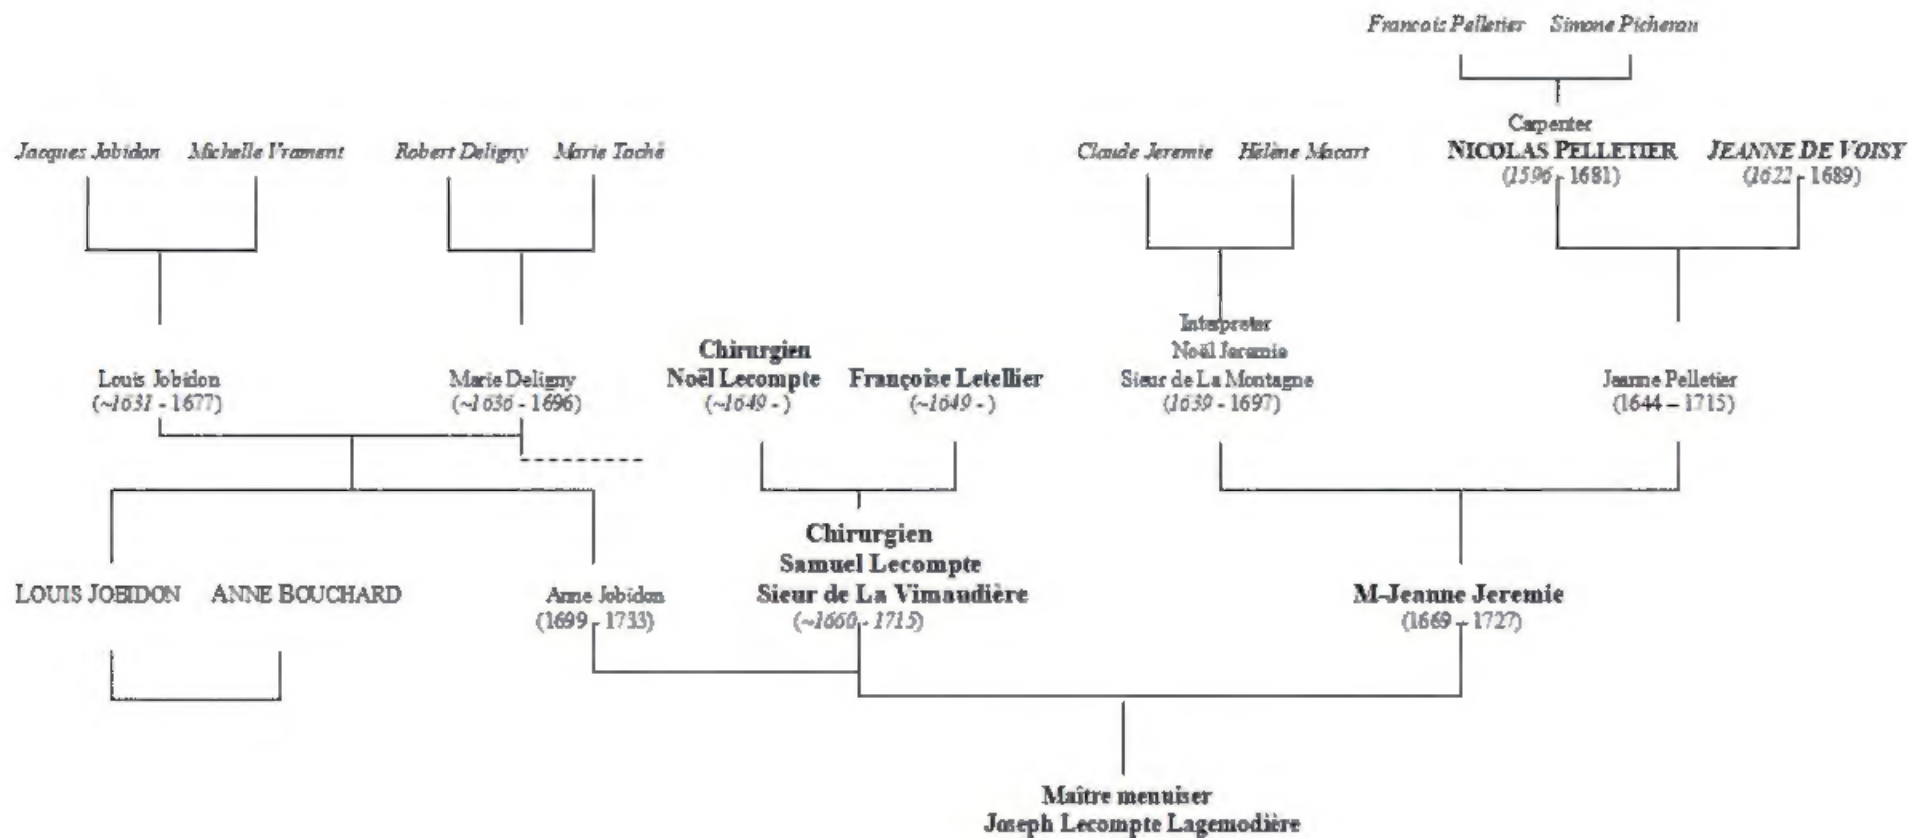 Francois Pelletier Simone Picherau
Carpenter
Jacques Jobidon Michelle Vrament Robert Deligny Marie Taché Claude Jeremie Hélène Macart NICOLAS PELLETIER JEANNE DE VOISY
(1596 - 1681) (1622 - 1689)
Interpreter
Chirurgien Noël Jeremie
Louis Jobidon Marie Deligny Noël Lecompte Françoise Letellier Sieur de La Montagne Jeanne Pelletier
(~1631 - 1677) (~1636 - 1696) (~1649 - ) (~1649 - ) (1639 - 1697) (1644 – 1715)
Chirurgien
Samuel Lecompte
LOUIS JOBIDON ANNE BOUCHARD Anne Jobidon Sieur de La Vimaudière M-Jeanne Jeremie
(1699 - 1733) (~1660 - 1715) (1669 - 1727)
Maître menuiser
Joseph Lecompte Lagemodière